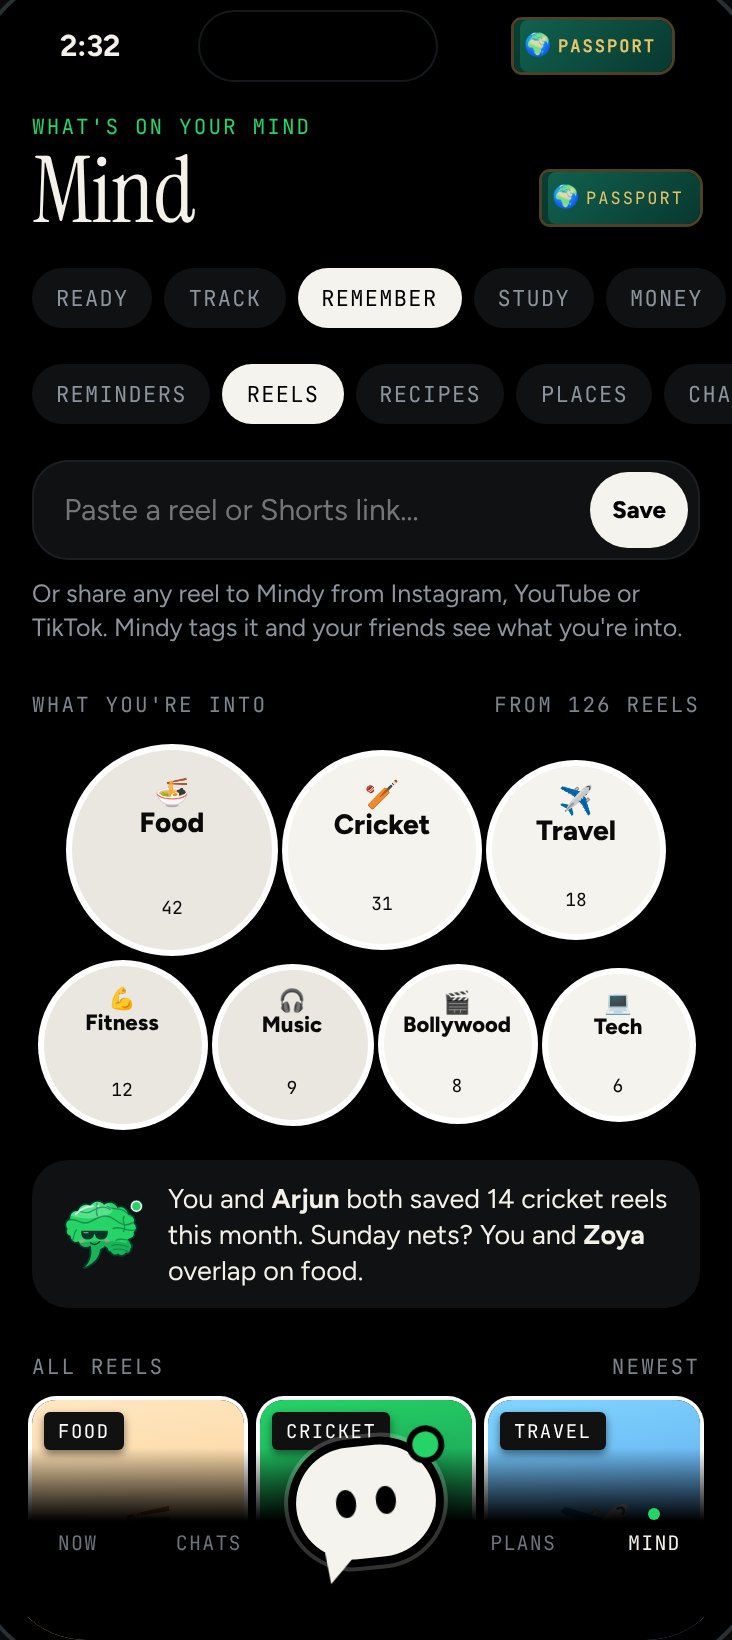 2:32
PASSPORT
WHAT'S ON YOUR MIND
Mind
PASSPORT
READY TRACK REMEMBER STUDY MONEY
REMINDERS REELS RECIPES PLACES CHA
Paste a reel or Shorts link...
Save
Or share any reel to Mindy from Instagram, YouTube or
TikTok. Mindy tags it and your friends see what you're into.
WHAT YOU'RE INTO
FROM 126 REELS
Food
42
Cricket
31
Travel
18
Fitness
12
Music
9
Bollywood
8
Tech
6
You and Arjun both saved 14 cricket reels
this month. Sunday nets? You and Zoya
overlap on food.
ALL REELS
NEWEST
FOOD
CRICKET
TRAVEL
NOW CHATS PLANS MIND